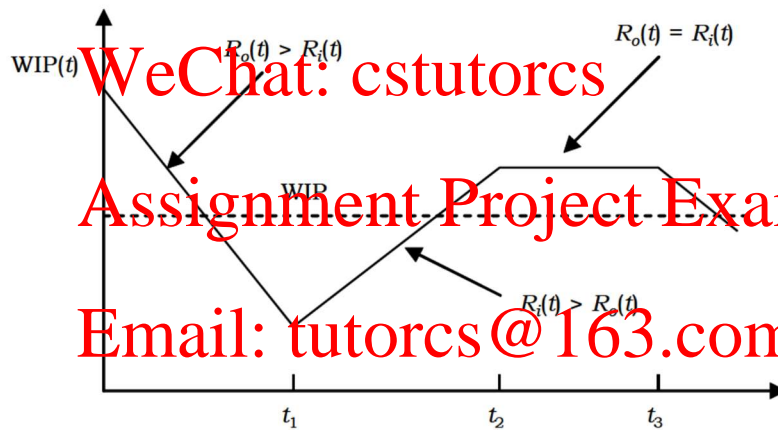 R_o(t) = R_i(t)
R_o(t) > R_i(t)
WIP(t)
WeChat: cstutorcs
WIP
Assignment Project Exa
R_i(t) > R_o(t)
Email: tutorcs@163.com
t_1
t_2
t_3